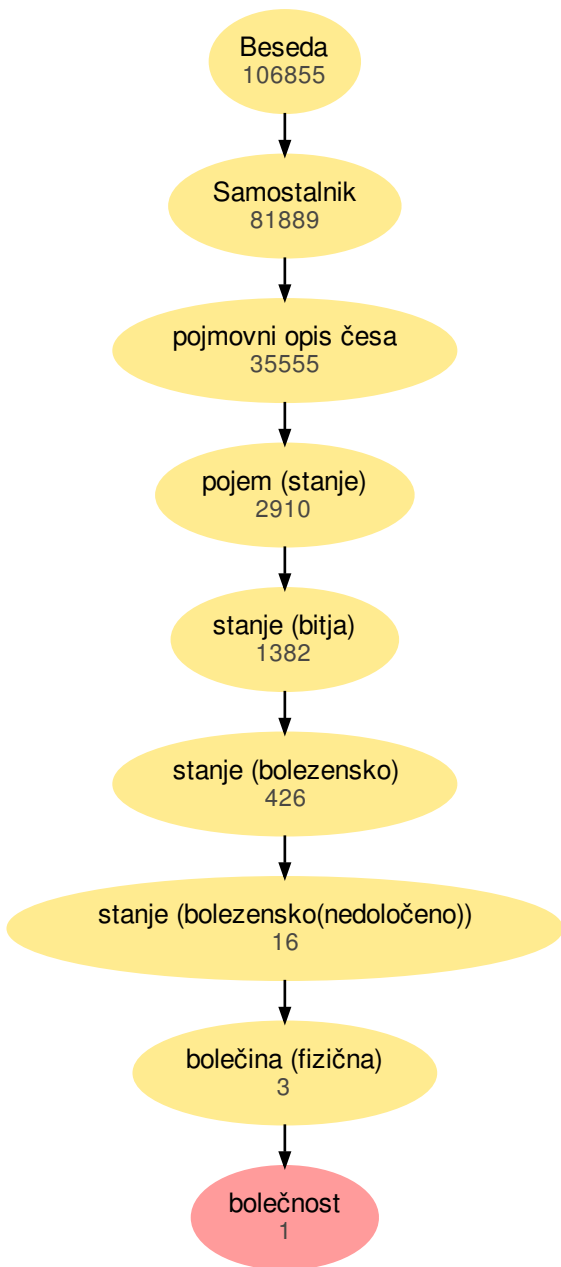 Beseda
106855
Samostalnik
81889
pojmovni opis česa
35555
pojem (stanje)
2910
stanje (bitja)
1382
stanje (bolezensko)
426
stanje (bolezensko(nedoločeno))
16
bolečina (fizična)
3
bolečnost
1